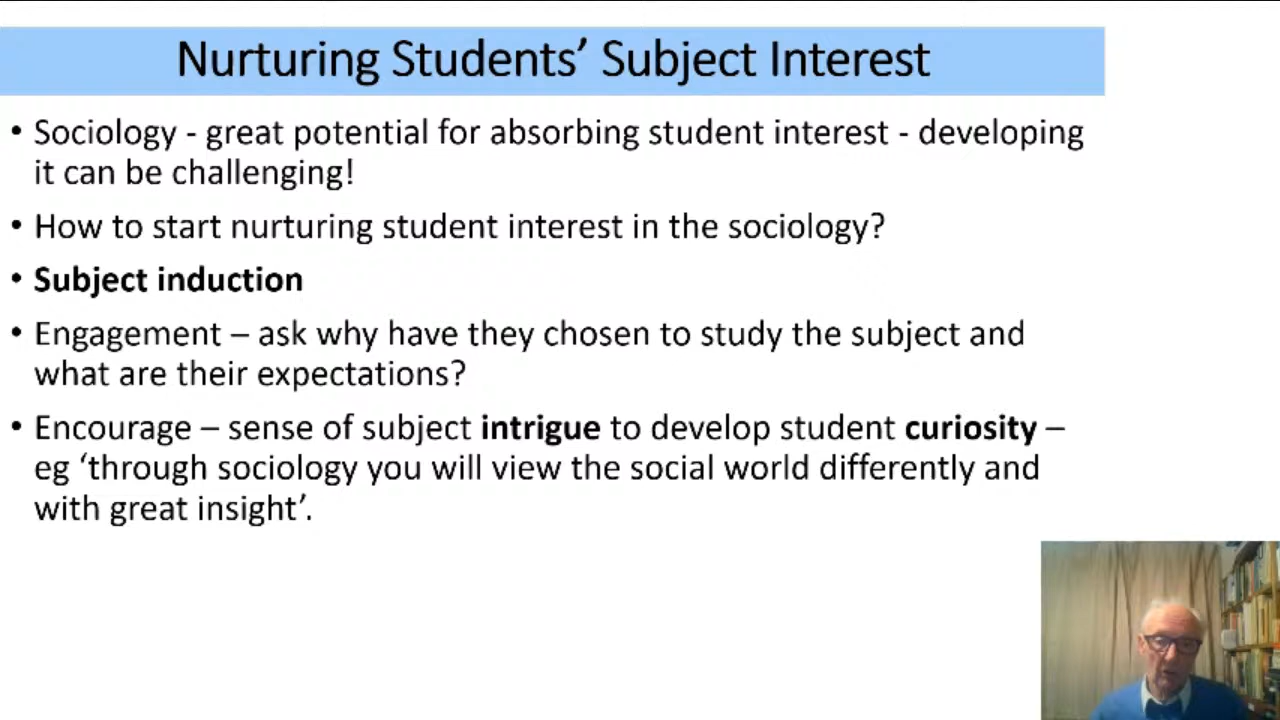 Nurturing Students’ Subject Interest
• Sociology - great potential for absorbing student interest - developing
it can be challenging!
• How to start nurturing student interest in the sociology?
• Subject induction
• Engagement – ask why have they chosen to study the subject and
what are their expectations?
• Encourage – sense of subject intrigue to develop student curiosity –
eg ‘through sociology you will view the social world differently and
with great insight’.